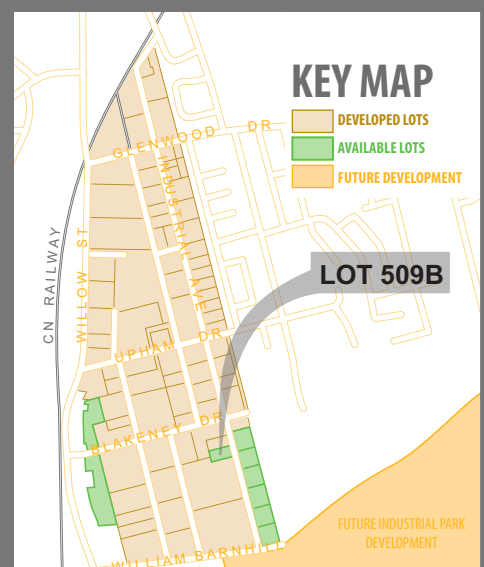 KEY MAP
DEVELOPED LOTS
AVAILABLE LOTS
FUTURE DEVELOPMENT
GLENWOOD DR
INDUSTRIAL AVE
WILLOW ST
CN RAILWAY
LOT 509B
UPHAM DR
BLAKENEY DR
WILLIAM BARNHILL
FUTURE INDUSTRIAL PARK
DEVELOPMENT